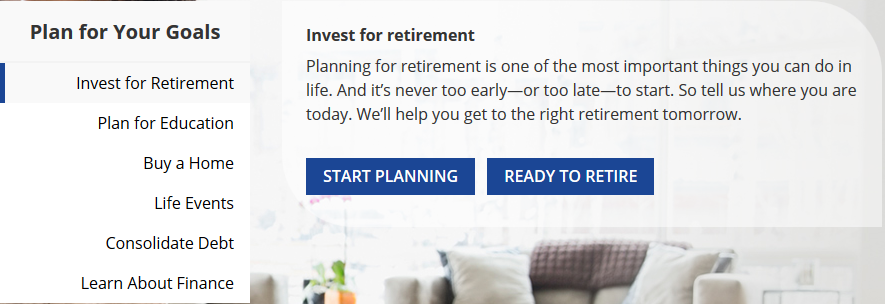 Plan for Your Goals
Invest for Retirement
Plan for Education
Buy a Home
Life Events
Consolidate Debt
Learn About Finance
Invest for retirement
Planning for retirement is one of the most important things you can do in
life. And it’s never too early—or too late—to start. So tell us where you are
today. We’ll help you get to the right retirement tomorrow.
START PLANNING
READY TO RETIRE